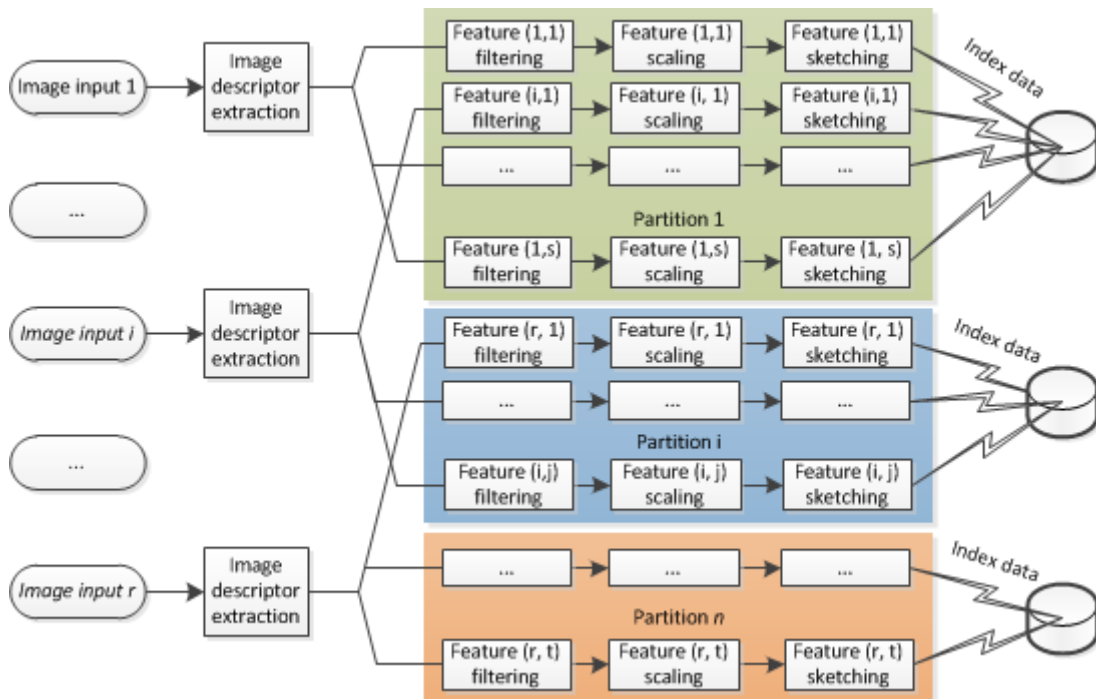 Image input 1
Image
descriptor
extraction
Feature (1,1)
filtering
Feature (1,1)
scaling
Feature (1,1)
sketching
Index data
Feature (i,1)
filtering
Feature (i, 1)
scaling
Feature (i,1)
sketching
...
...
...
...
Partition 1
Feature (1,s)
filtering
Feature (1,s)
scaling
Feature (1, s)
sketching
Image input i
Image
descriptor
extraction
Feature (r, 1)
filtering
Feature (r, 1)
scaling
Feature (r, 1)
sketching
Index data
...
...
...
...
Partition i
Feature (i,j)
filtering
Feature (i, j)
scaling
Feature (i, j)
sketching
Image input r
Image
descriptor
extraction
...
...
...
Index data
Partition n
Feature (r, t)
filtering
Feature (r, t)
scaling
Feature (r, t)
sketching